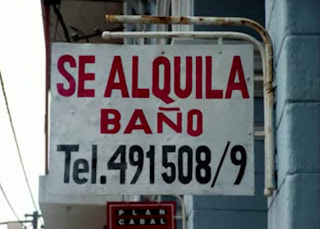 SE ALQUILA
BAÑO
Tel. 491508/9
PLAN
CABAL